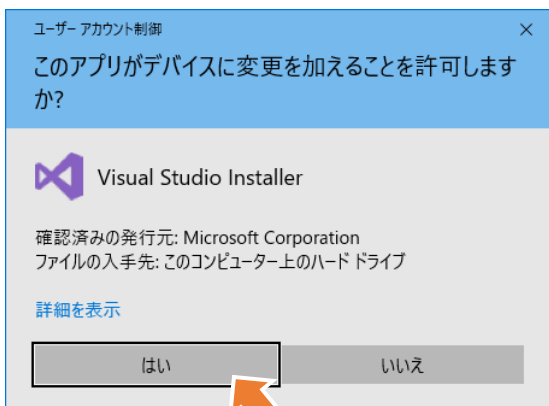 ユーザー アカウント制御
このアプリがデバイスに変更を加えることを許可します
か?
Visual Studio Installer
確認済みの発行元: Microsoft Corporation
ファイルの入手先: このコンピューター上のハード ドライブ
詳細を表示
はい
いいえ